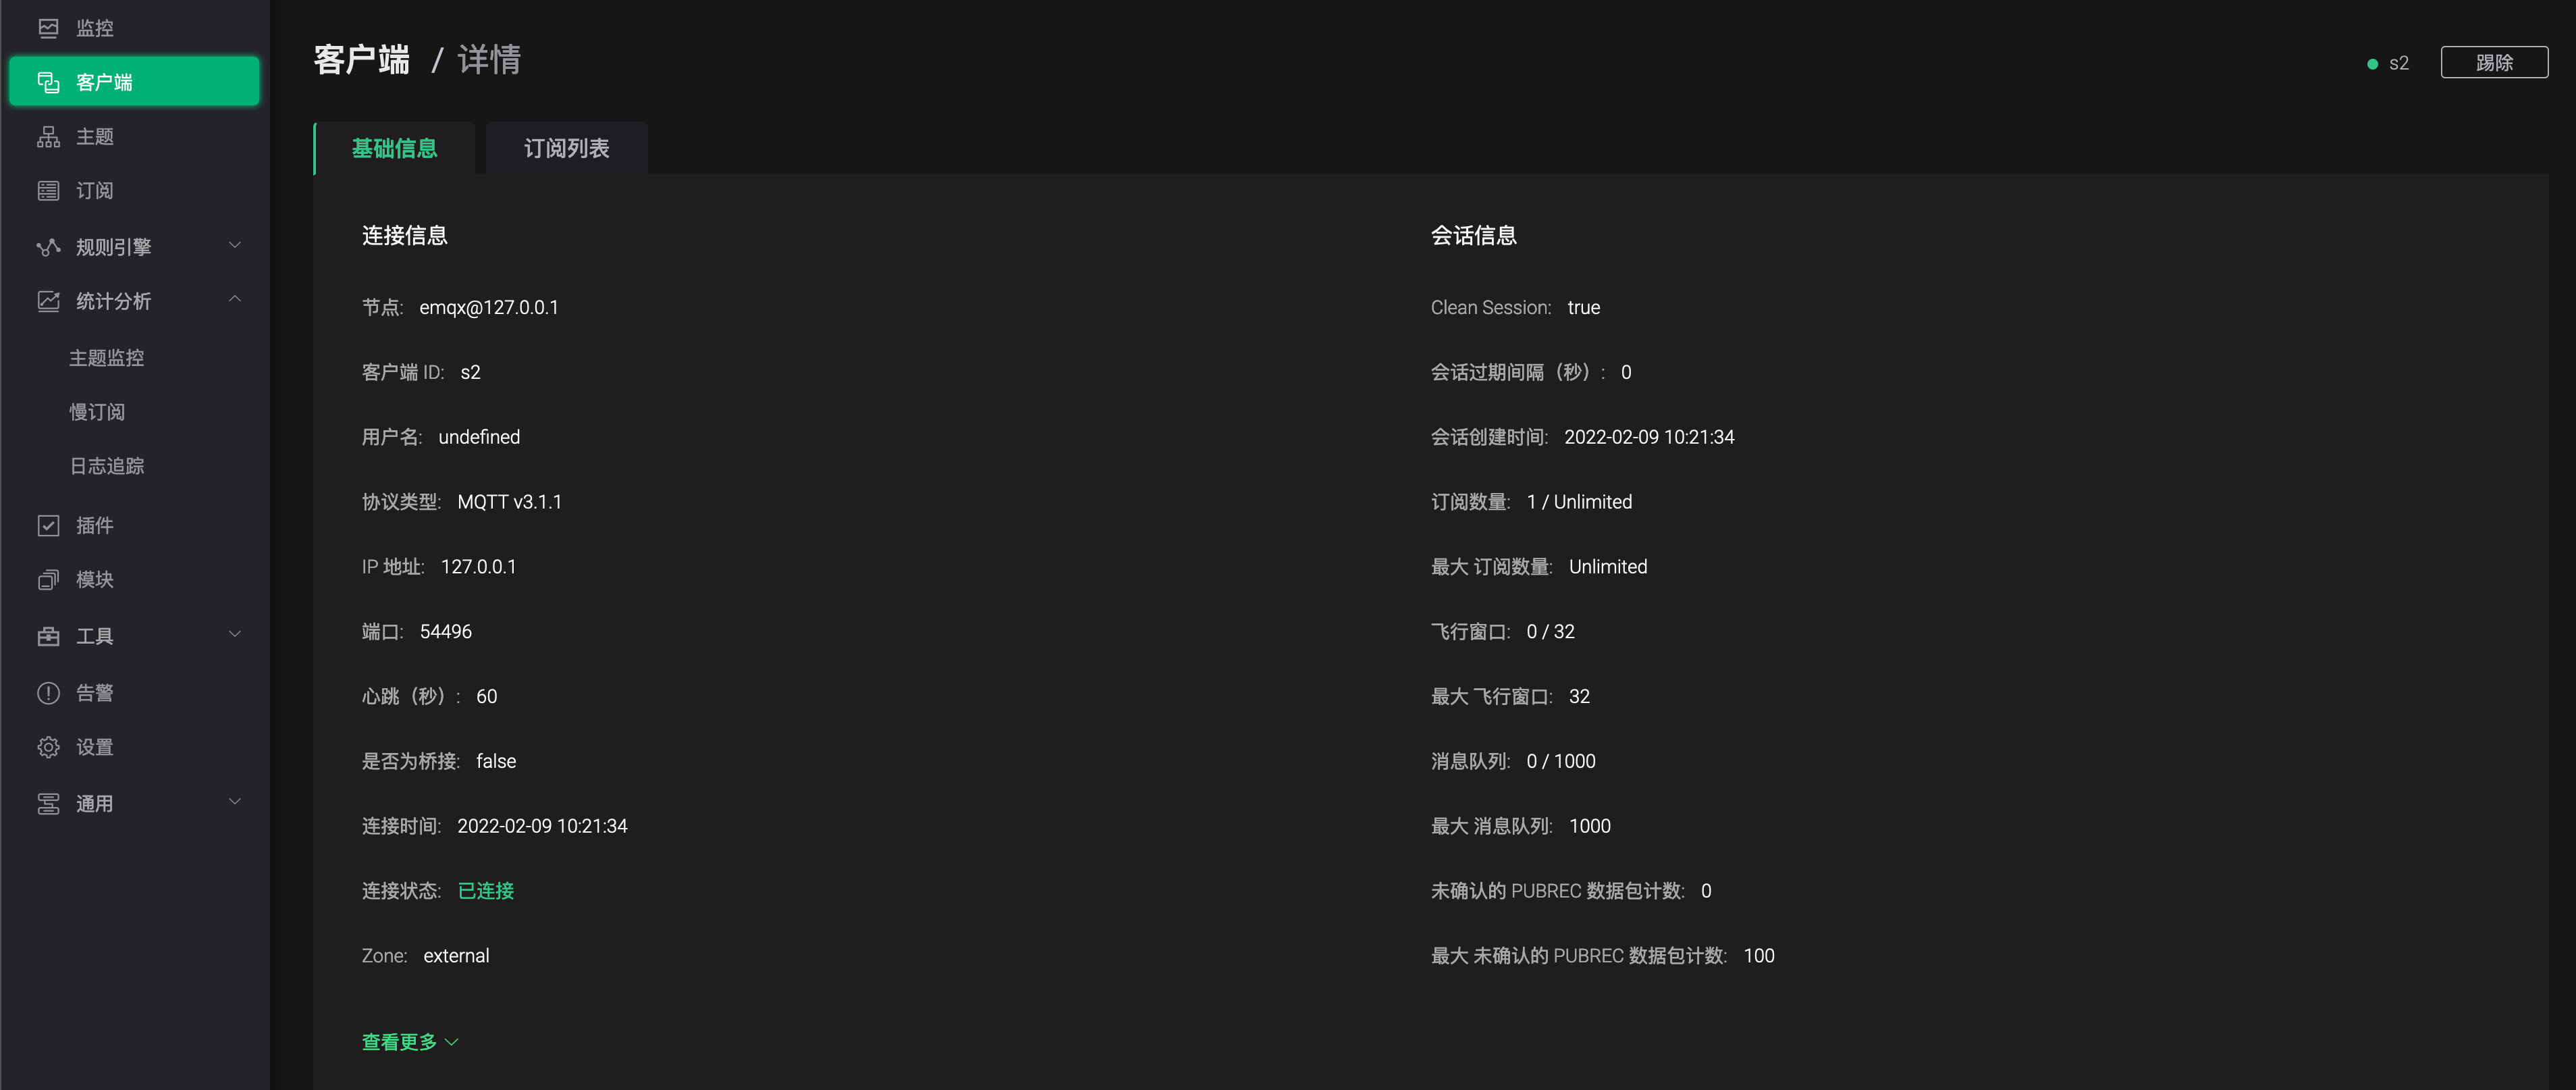 监控
客户端
主题
订阅
规则引擎
统计分析
主题监控
慢订阅
日志追踪
插件
模块
工具
告警
设置
通用
客户端 / 详情
s2
踢除
基础信息
订阅列表
连接信息
节点: emqx@127.0.0.1
客户端 ID: s2
用户名: undefined
协议类型: MQTT v3.1.1
IP 地址: 127.0.0.1
端口: 54496
心跳（秒）: 60
是否为桥接: false
连接时间: 2022-02-09 10:21:34
连接状态: 已连接
Zone: external
查看更多
会话信息
Clean Session: true
会话过期间隔（秒）: 0
会话创建时间: 2022-02-09 10:21:34
订阅数量: 1 / Unlimited
最大 订阅数量: Unlimited
飞行窗口: 0 / 32
最大 飞行窗口: 32
消息队列: 0 / 1000
最大 消息队列: 1000
未确认的 PUBREC 数据包计数: 0
最大 未确认的 PUBREC 数据包计数: 100